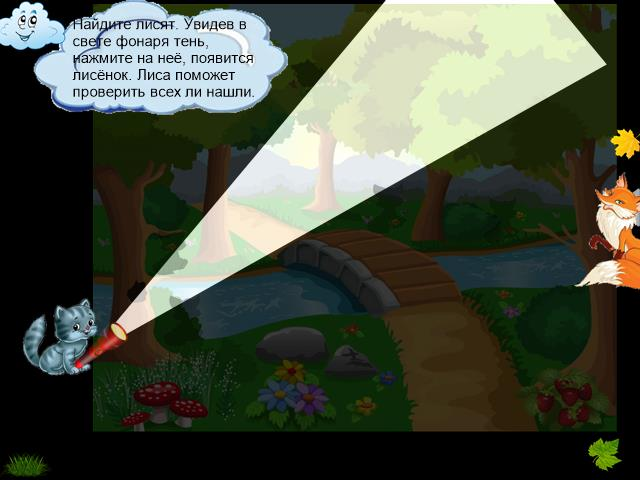 Найдите лисят. Увидев в
свете фонаря тень,
нажмите на неё, появится
лисёнок. Лиса поможет
проверить всех ли нашли.